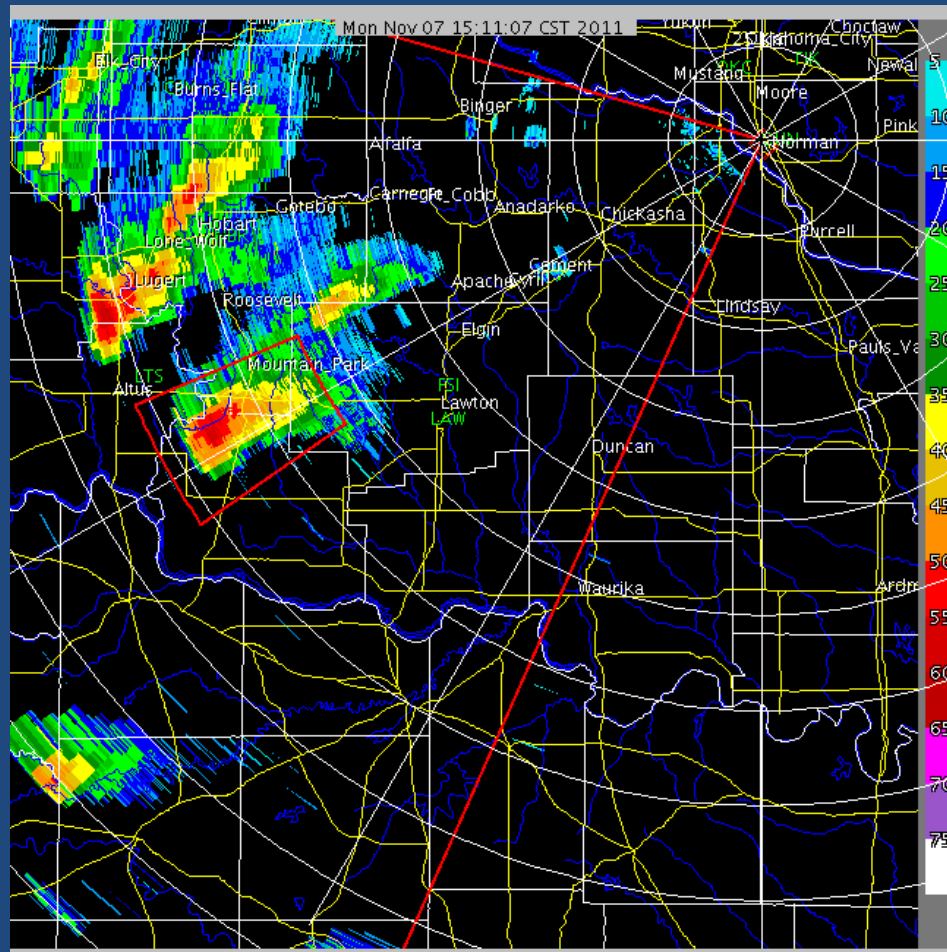 Mon Nov 07 15:11:07 CST 2011
Yukon
Choctaw
Oklahoma_City
Elk_City
TIK
Newal
Mustang
OKC
5
Burns_Flat
Moore
Binger
10
Pink
Alfalfa
Norman
15
Carnegie
Ft_Cobb
Gotebo
Anadarko
Chickasha
20
Hobart
Purcell
Lone_Wolf
Cement
25
Lugert
Apache
Cyril
Roosevelt
Lindsay
Elgin
30
Pauls_Va
Mountain_Park
LTS
FSI
Altus
35
Lawton
LAW
Duncan
40
45
50
Waurika
Ardm
55
60
65
70
75